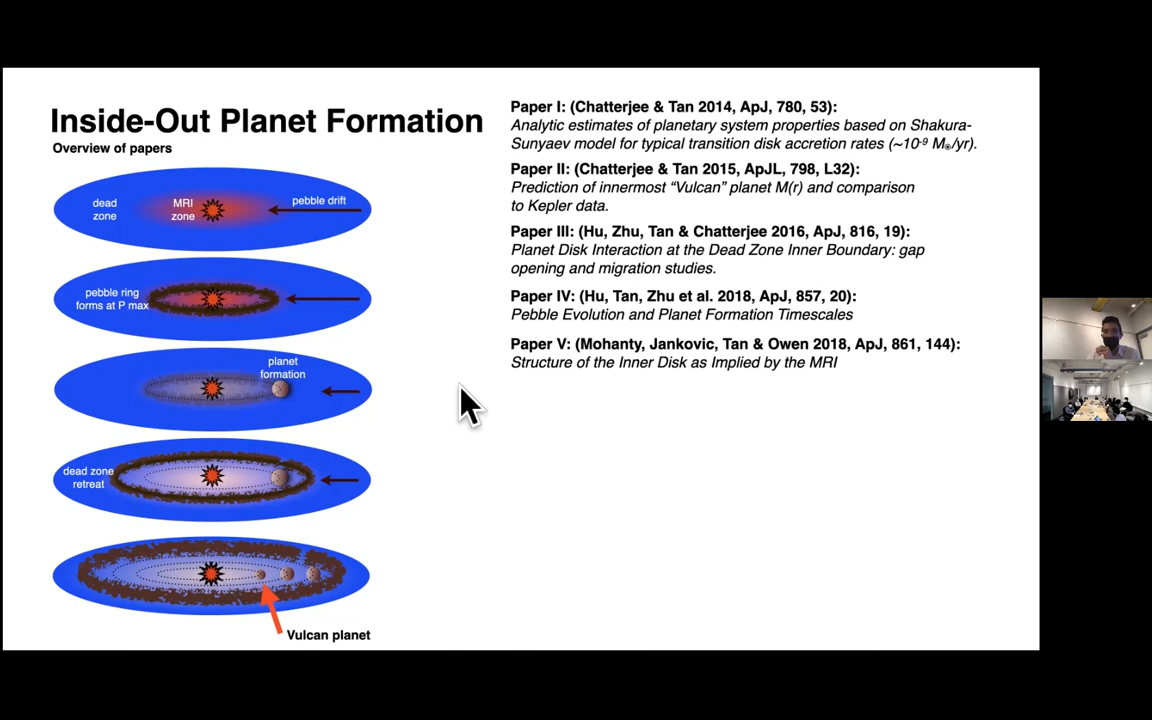 Inside-Out Planet Formation
Overview of papers
dead
zone
MRI
zone
pebble drift
pebble ring
forms at P max
planet
formation
dead zone
retreat
Vulcan planet
Paper I: (Chatterjee & Tan 2014, ApJ, 780, 53):
Analytic estimates of planetary system properties based on Shakura-
Sunyaev model for typical transition disk accretion rates (~10⁻⁹ M⊙/yr).
Paper II: (Chatterjee & Tan 2015, ApJL, 798, L32):
Prediction of innermost “Vulcan” planet M(r) and comparison
to Kepler data.
Paper III: (Hu, Zhu, Tan & Chatterjee 2016, ApJ, 816, 19):
Planet Disk Interaction at the Dead Zone Inner Boundary: gap
opening and migration studies.
Paper IV: (Hu, Tan, Zhu et al. 2018, ApJ, 857, 20):
Pebble Evolution and Planet Formation Timescales
Paper V: (Mohanty, Jankovic, Tan & Owen 2018, ApJ, 861, 144):
Structure of the Inner Disk as Implied by the MRI